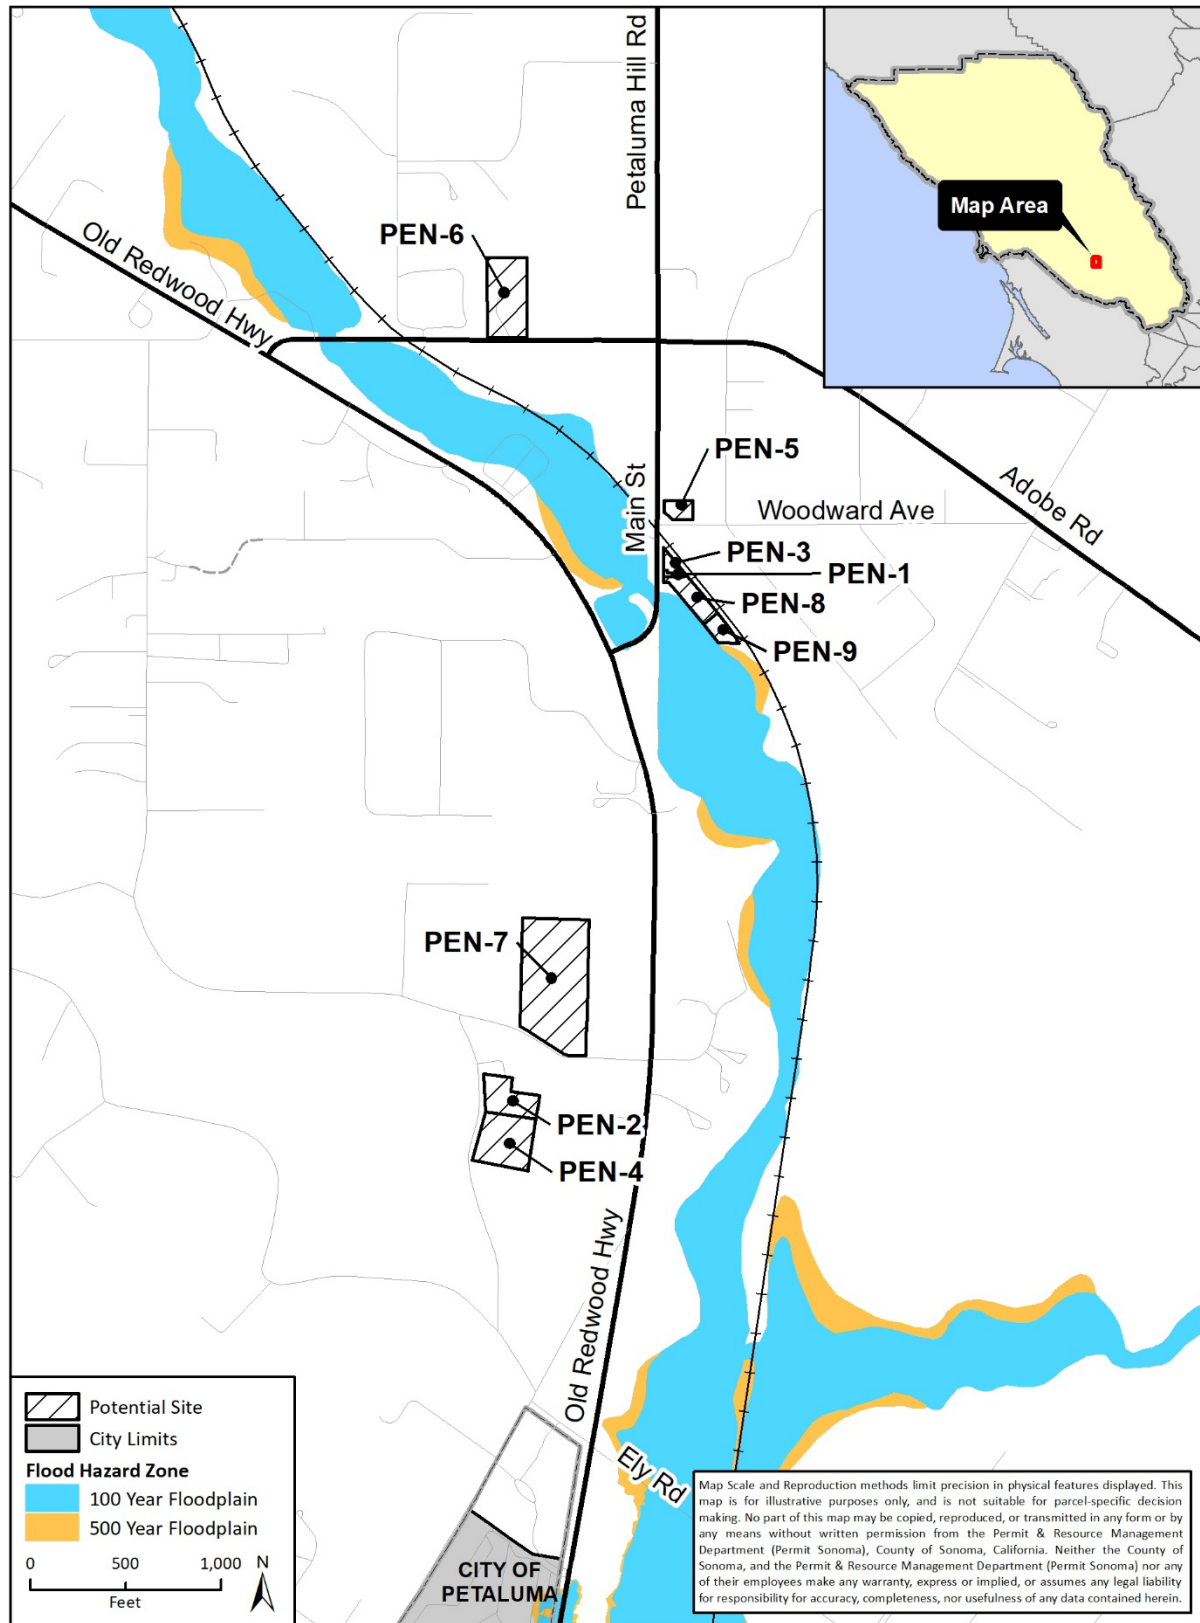 Petaluma Hill Rd
Map Area
PEN-6
Old Redwood Hwy
PEN-5
Adobe Rd
Woodward Ave
Main St
PEN-3
PEN-1
PEN-8
PEN-9
PEN-7
PEN-2
PEN-4
Old Redwood Hwy
Ely Rd
CITY OF
PETALUMA
Potential Site
City Limits
Flood Hazard Zone
100 Year Floodplain
500 Year Floodplain
0 500 1,000 N
Feet
Map Scale and Reproduction methods limit precision in physical features displayed. This
map is for illustrative purposes only, and is not suitable for parcel-specific decision
making. No part of this map may be copied, reproduced, or transmitted in any form or by
any means without written permission from the Permit & Resource Management
Department (Permit Sonoma), County of Sonoma, California. Neither the County of
Sonoma, and the Permit & Resource Management Department (Permit Sonoma) nor any
of their employees make any warranty, express or implied, or assumes any legal liability
for responsibility for accuracy, completeness, nor usefulness of any data contained herein.